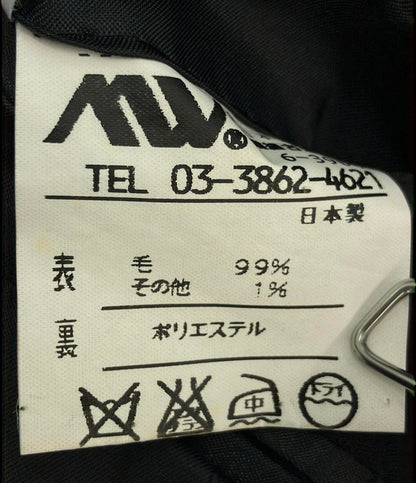 MW®
TEL 03-3862-4621
日本製
表 毛 99%
その他 1%
裏 ポリエステル
中 ドライ